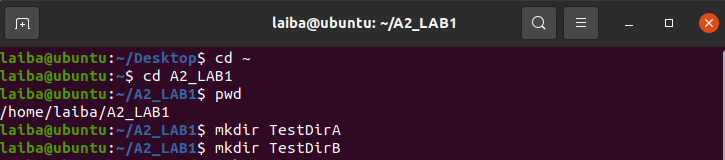 laiba@ubuntu: ~/A2_LAB1
laiba@ubuntu:~/Desktop$ cd ~
laiba@ubuntu:~$ cd A2_LAB1
laiba@ubuntu:~/A2_LAB1$ pwd
/home/laiba/A2_LAB1
laiba@ubuntu:~/A2_LAB1$ mkdir TestDirA
laiba@ubuntu:~/A2_LAB1$ mkdir TestDirB